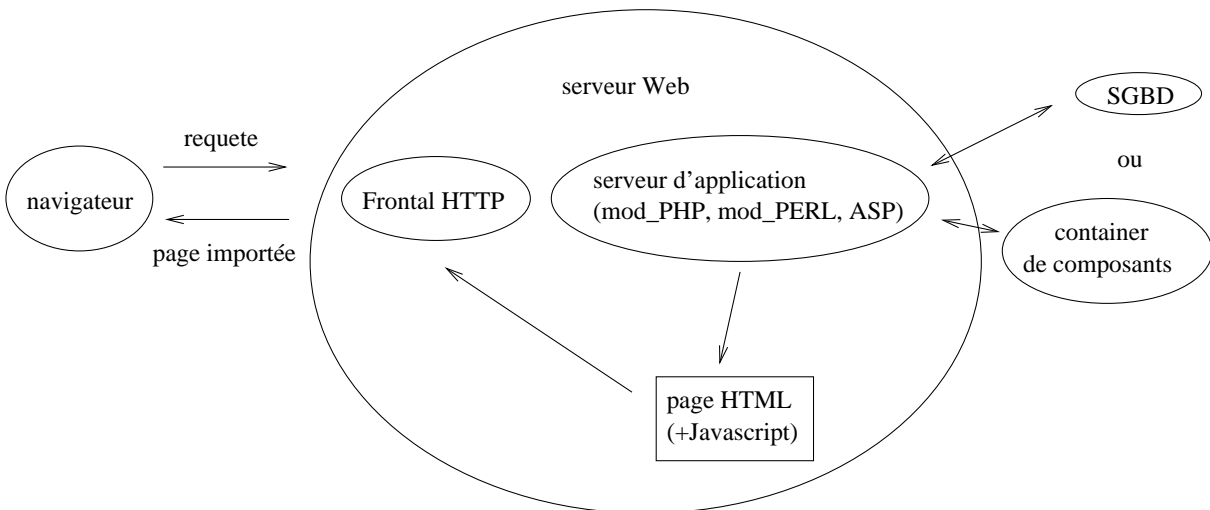 serveur Web
SGBD
requete
ou
navigateur
Frontal HTTP
serveur d'application
(mod_PHP, mod_PERL, ASP)
page importée
container
de composants
page HTML
(+Javascript)